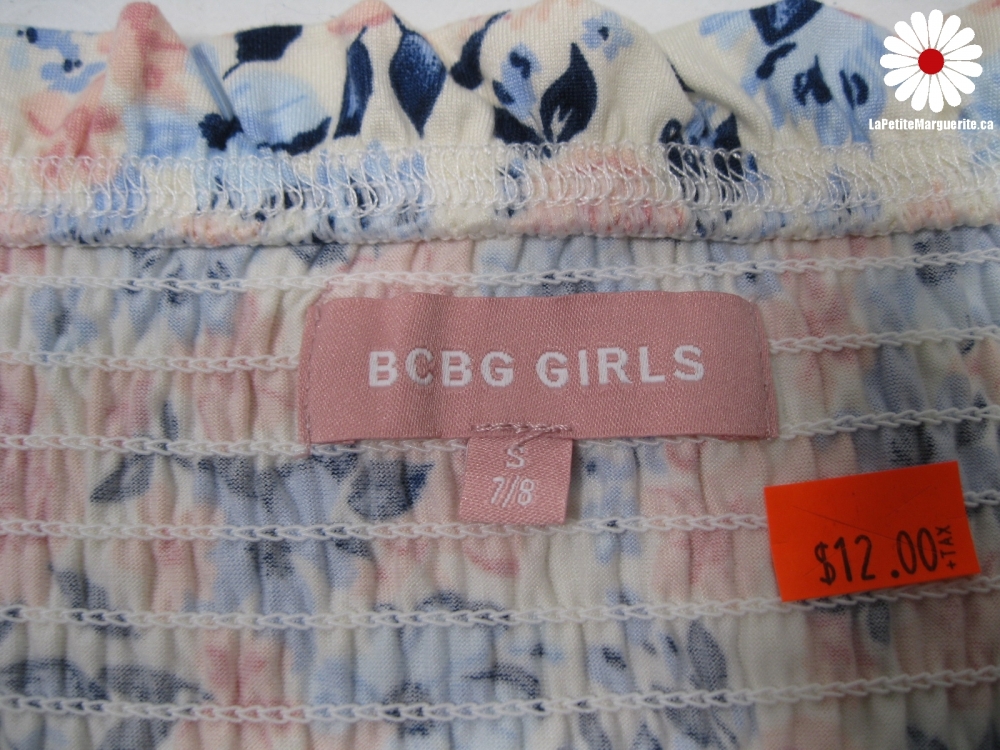 LaPetiteMarguerite.ca
BCBG GIRLS
S
7/8
$12.00 +TAX